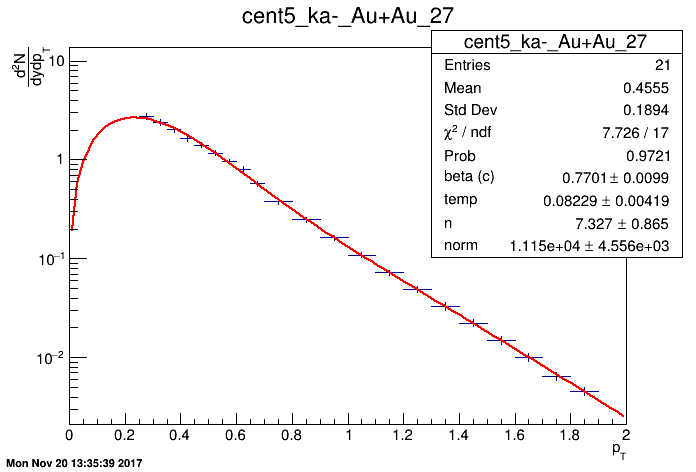 cent5_ka-_Au+Au_27
cent5_ka-_Au+Au_27
Entries 21
Mean 0.4555
Std Dev 0.1894
χ² / ndf 7.726 / 17
Prob 0.9721
beta (c) 0.7701 ± 0.0099
temp 0.08229 ± 0.00419
n 7.327 ± 0.865
norm 1.115e+04 ± 4.556e+03
d²N
dydp_T
10
1
10⁻¹
10⁻²
0 0.2 0.4 0.6 0.8 1 1.2 1.4 1.6 1.8 2
p_T
Mon Nov 20 13:35:39 2017